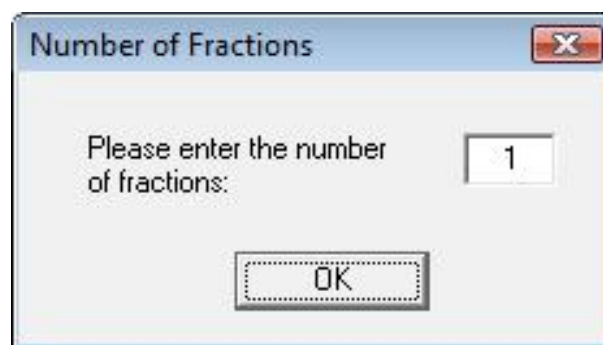 Number of Fractions
Please enter the number
of fractions:
1
OK